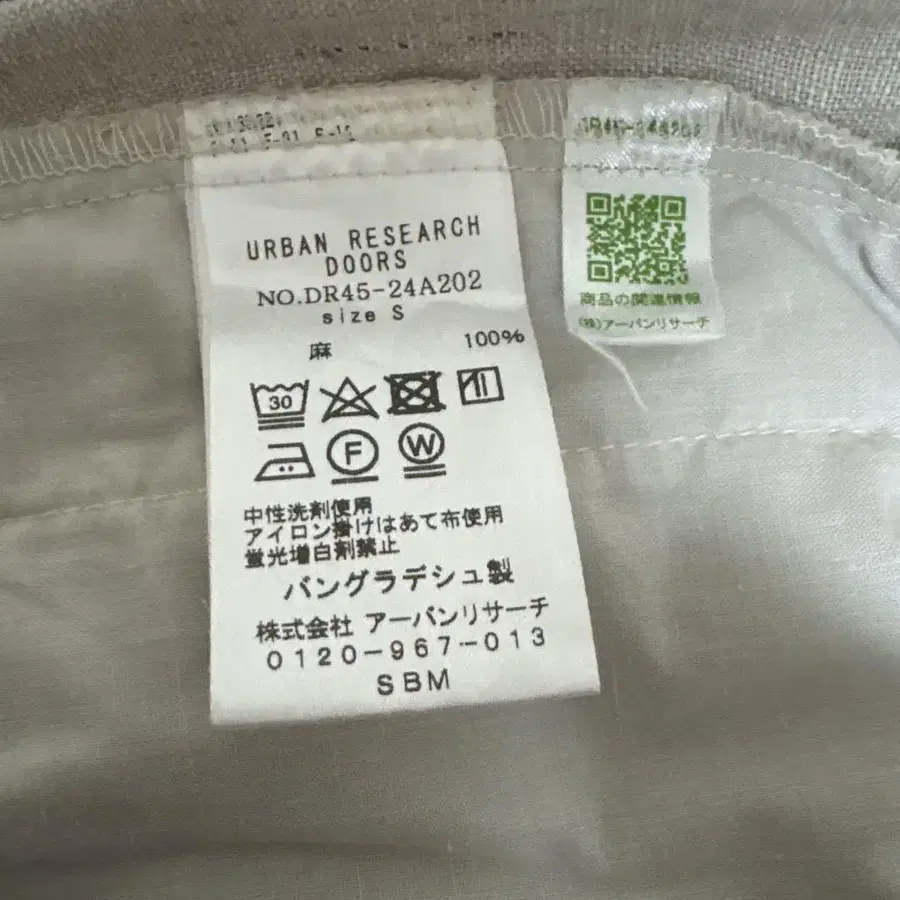 URBAN RESEARCH
DOORS
NO.DR45-24A202
size S
麻 100%
30
F W
中性洗剤使用
アイロン掛けはあて布使用
蛍光増白剤禁止
バングラデシュ製
株式会社 アーバンリサーチ
0120-967-013
SBM
商品の関連情報
(株)アーバンリサーチ